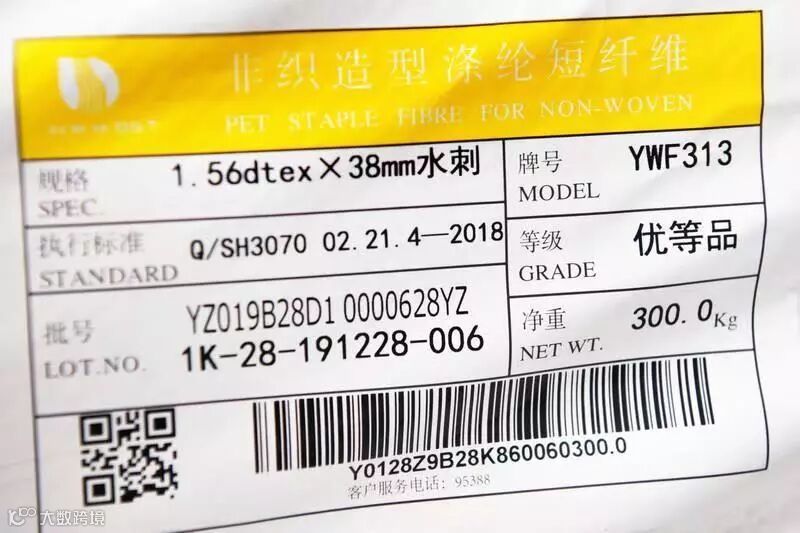 非织造型涤纶短纤维
PET STAPLE FIBRE FOR NON-WOVEN
规格
SPEC.
1.56dtex×38mm水刺
牌号
MODEL
YWF313
执行标准
STANDARD
Q/SH3070 02.21.4—2018
等级
GRADE
优等品
批号
LOT.NO.
YZ019B28D1 0000628YZ
1K-28-191228-006
净重
NET WT.
300.0Kg
Y0128Z9B28K860060300.0
客户服务电话: 95388
大数跨境